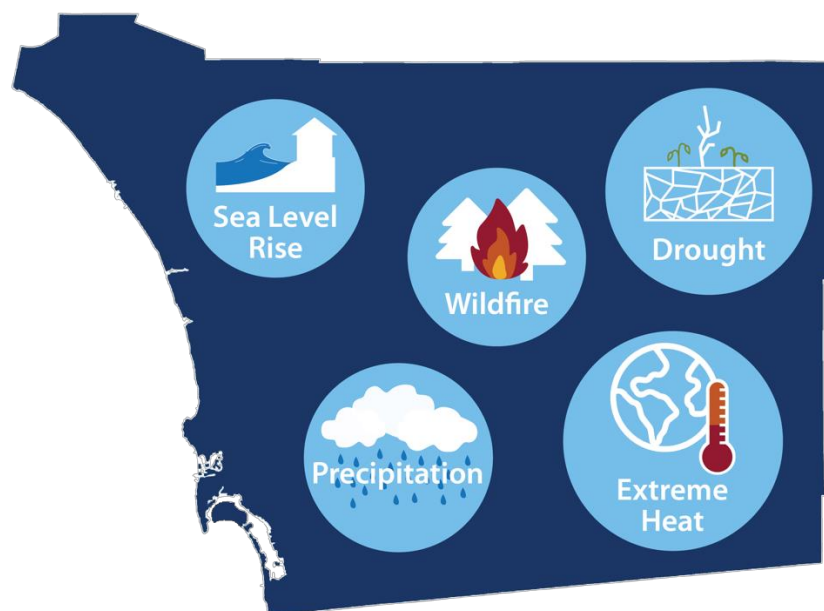 Sea Level
Rise
Wildfire
Drought
Precipitation
Extreme
Heat